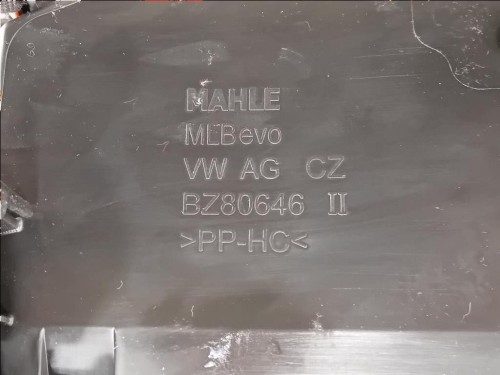 MAHLE
MLBevo
VW AG CZ
BZ80646 II
>PP-HC<